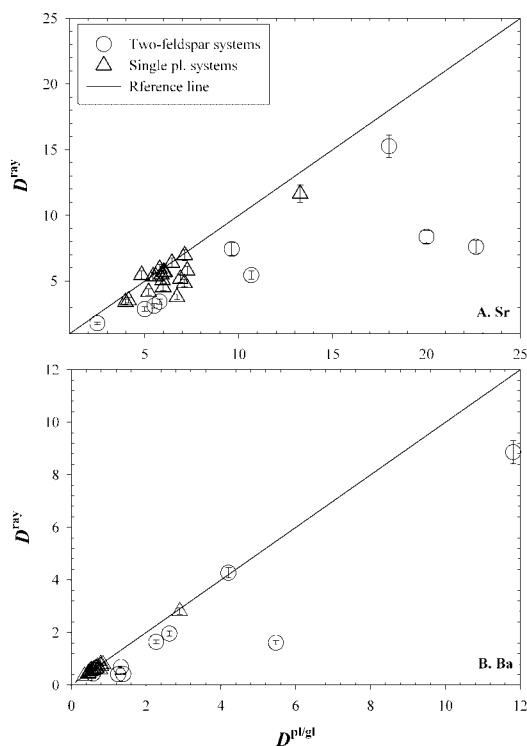 25
20
15
10
5
D^ray
Two-feldspar systems
Single pl. systems
Rference line
A. Sr
5 10 15 20 25
12
10
8
6
4
2
0
D^ray
B. Ba
0 2 4 6 8 10 12
D^pl/gl